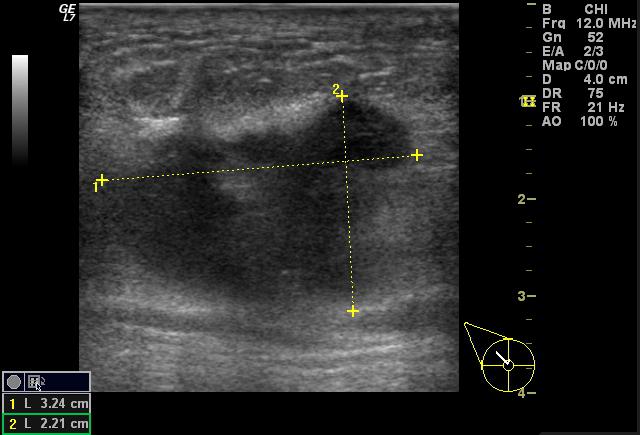 GE
L7
B CHI
Frq 12.0 MHz
Gn 52
E/A 2/3
Map C/0/0
D 4.0 cm
DR 75
FR 21 Hz
AO 100 %
2
1
2
3
4
1 L 3.24 cm
2 L 2.21 cm